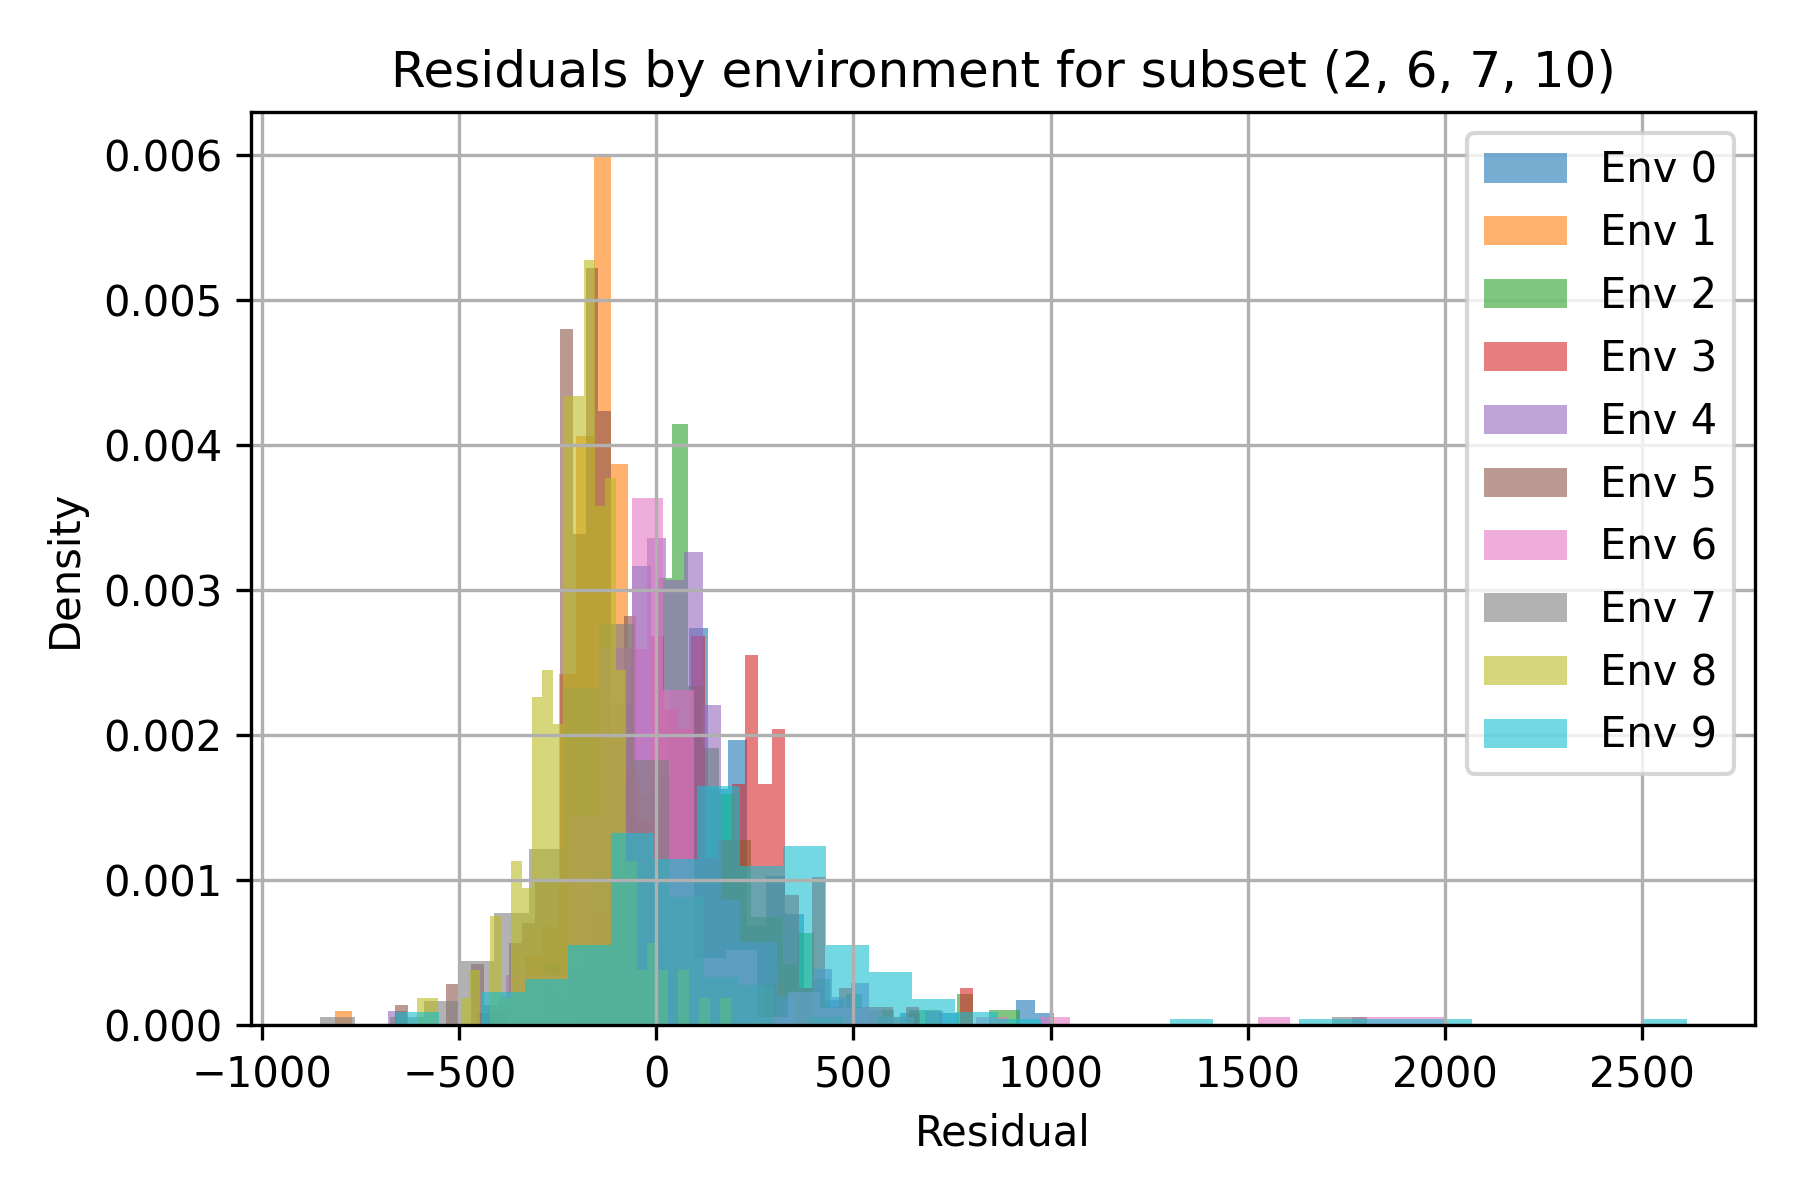 Residuals by environment for subset (2, 6, 7, 10)
0.006
0.005
0.004
0.003
0.002
0.001
0.000
Density
−1000
−500
0
500
1000
1500
2000
2500
Residual
Env 0
Env 1
Env 2
Env 3
Env 4
Env 5
Env 6
Env 7
Env 8
Env 9